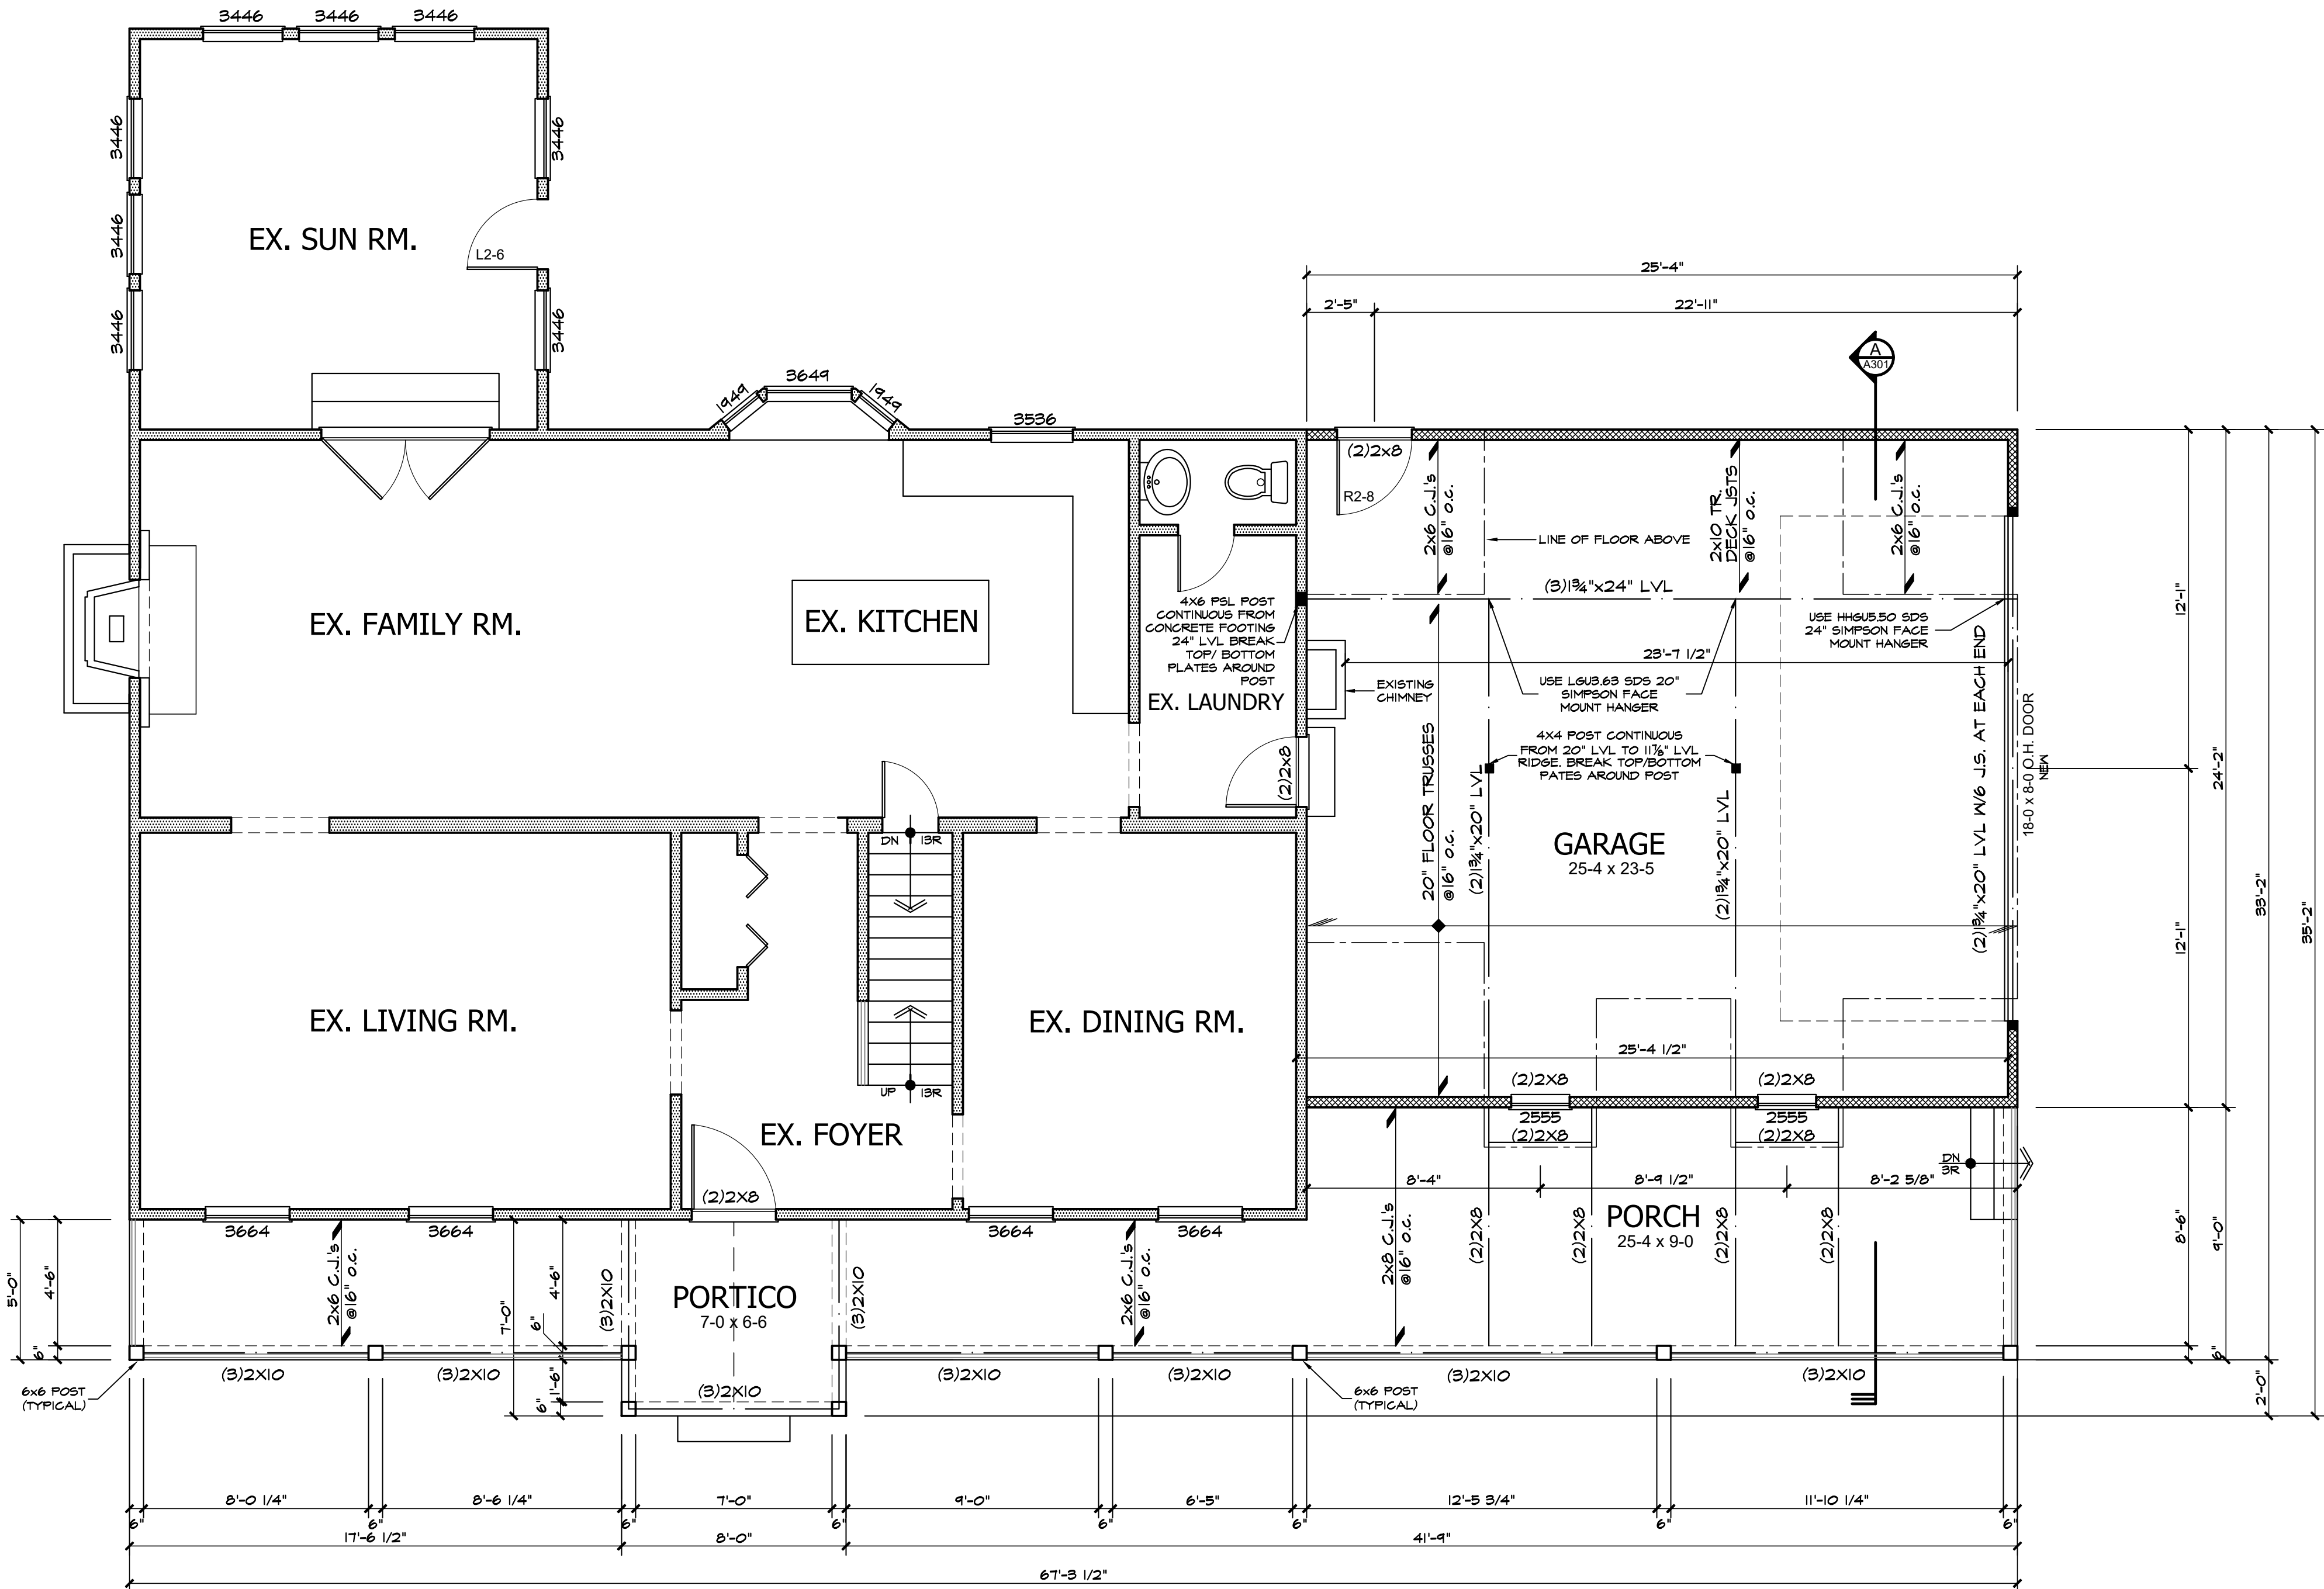 3446
3446
3446
3446
3446
3446
3446
3446
EX. SUN RM.
L2-6
25'-4"
2'-5"
22'-11"
A
A301
3649
1949
1949
3536
(2)2x8
R2-8
2x6 C.J.'s
@16" o.c.
2x10 TR.
DECK JSTS
@16" o.c.
2x6 C.J.'s
@16" o.c.
LINE OF FLOOR ABOVE
(3)1¾"x24" LVL
EX. FAMILY RM.
EX. KITCHEN
4X6 PSL POST
CONTINUOUS FROM
CONCRETE FOOTING
24" LVL BREAK
TOP/ BOTTOM
PLATES AROUND
POST
EX. LAUNDRY
(2)2x8
EXISTING
CHIMNEY
USE HHGU5.50 SDS
24" SIMPSON FACE
MOUNT HANGER
23'-7 1/2"
USE LGU3.63 SDS 20"
SIMPSON FACE
MOUNT HANGER
4X4 POST CONTINUOUS
FROM 20" LVL TO 11⅞" LVL
RIDGE. BREAK TOP/BOTTOM
PATES AROUND POST
20" FLOOR TRUSSES
@16" o.c.
(2)1¾"x20" LVL
(2)1¾"x20" LVL
(2)1¾"x20" LVL W/6 J.S. AT EACH END
18-0 x 8-0 O.H. DOOR
NEW
GARAGE
25-4 x 23-5
12'-1"
12'-1"
24'-2"
33'-2"
35'-2"
DN
13R
UP
13R
EX. LIVING RM.
EX. DINING RM.
EX. FOYER
25'-4 1/2"
(2)2X8
(2)2X8
2555
2555
(2)2X8
(2)2X8
DN
3R
8'-4"
8'-9 1/2"
8'-2 5/8"
PORCH
25-4 x 9-0
2x8 C.J.'s
@16" o.c.
(2)2X8
(2)2X8
(2)2X8
(2)2X8
8'-6"
9'-0"
6"
2'-0"
(2)2X8
3664
3664
3664
3664
5'-0"
4'-6"
6"
2x6 C.J.'s
@16" o.c.
7'-0"
4'-6"
6"
1'-6"
6"
(3)2X10
PORTICO
7-0 x 6-6
(3)2X10
2x6 C.J.'s
@16" o.c.
(3)2X10
(3)2X10
(3)2X10
(3)2X10
(3)2X10
(3)2X10
(3)2X10
6x6 POST
(TYPICAL)
6x6 POST
(TYPICAL)
8'-0 1/4"
8'-6 1/4"
7'-0"
9'-0"
6'-5"
12'-5 3/4"
11'-10 1/4"
6"
6"
6"
6"
6"
6"
6"
6"
17'-6 1/2"
8'-0"
41'-9"
67'-3 1/2"